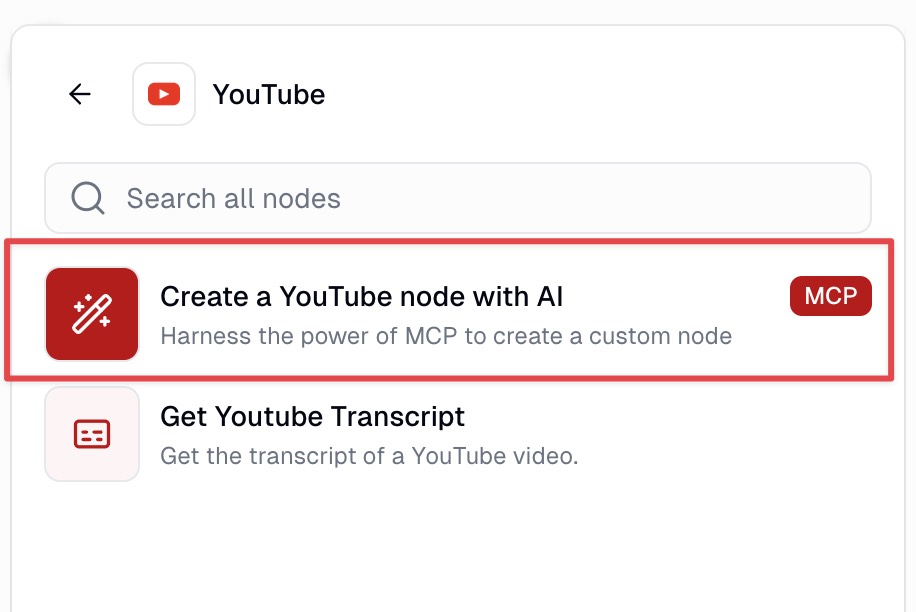 YouTube
Search all nodes
Create a YouTube node with AI
MCP
Harness the power of MCP to create a custom node
Get Youtube Transcript
Get the transcript of a YouTube video.